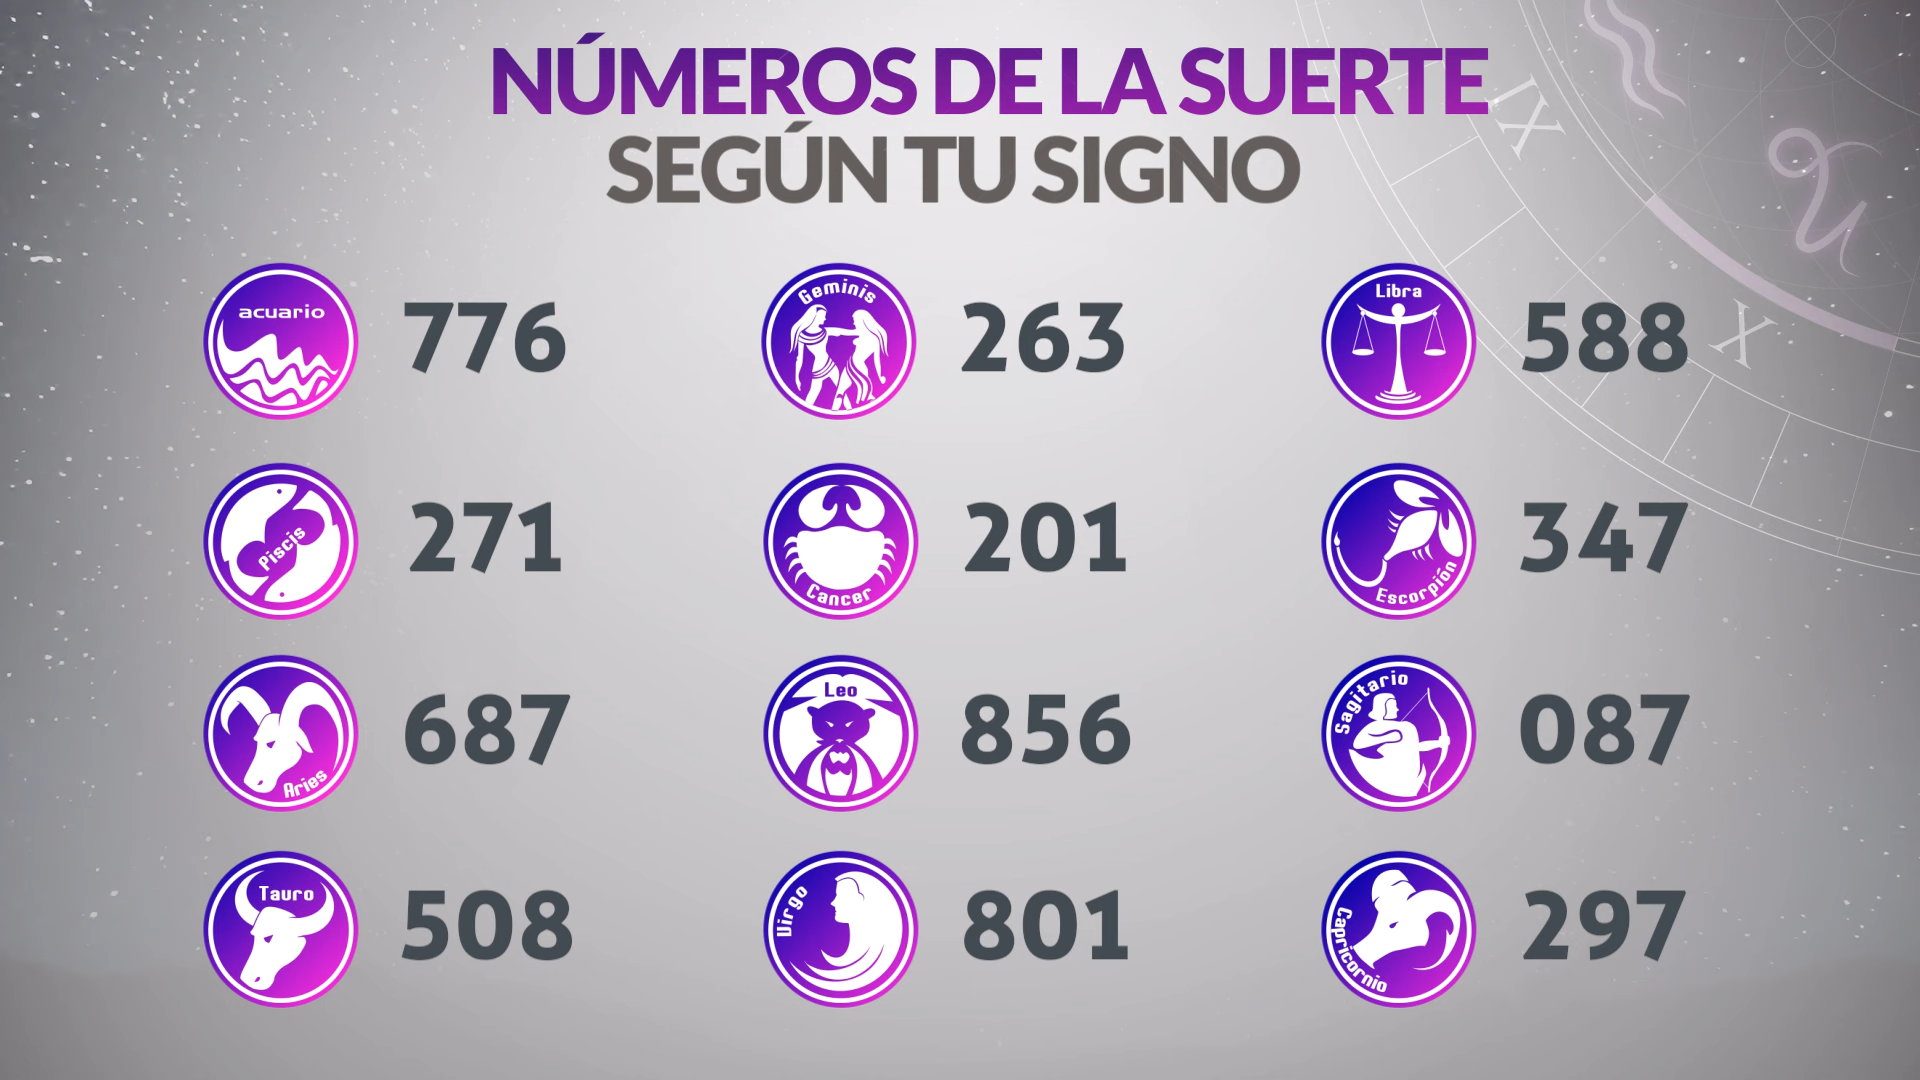 NÚMEROS DE LA SUERTE
SEGÚN TU SIGNO
IX
X
acuario 776
Geminis 263
Libra 588
Piscis 271
Cancer 201
Escorpión 347
Aries 687
Leo 856
Sagitario 087
Tauro 508
Virgo 801
Capricornio 297